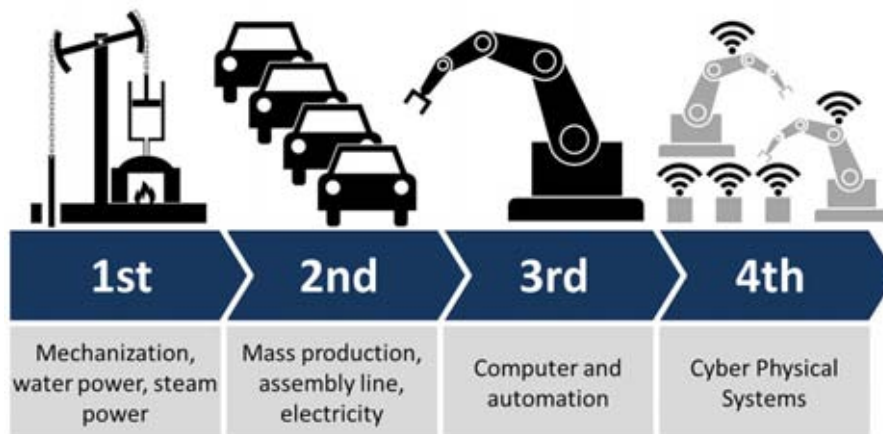 1st
2nd
3rd
4th
Mechanization,
water power, steam
power
Mass production,
assembly line,
electricity
Computer and
automation
Cyber Physical
Systems